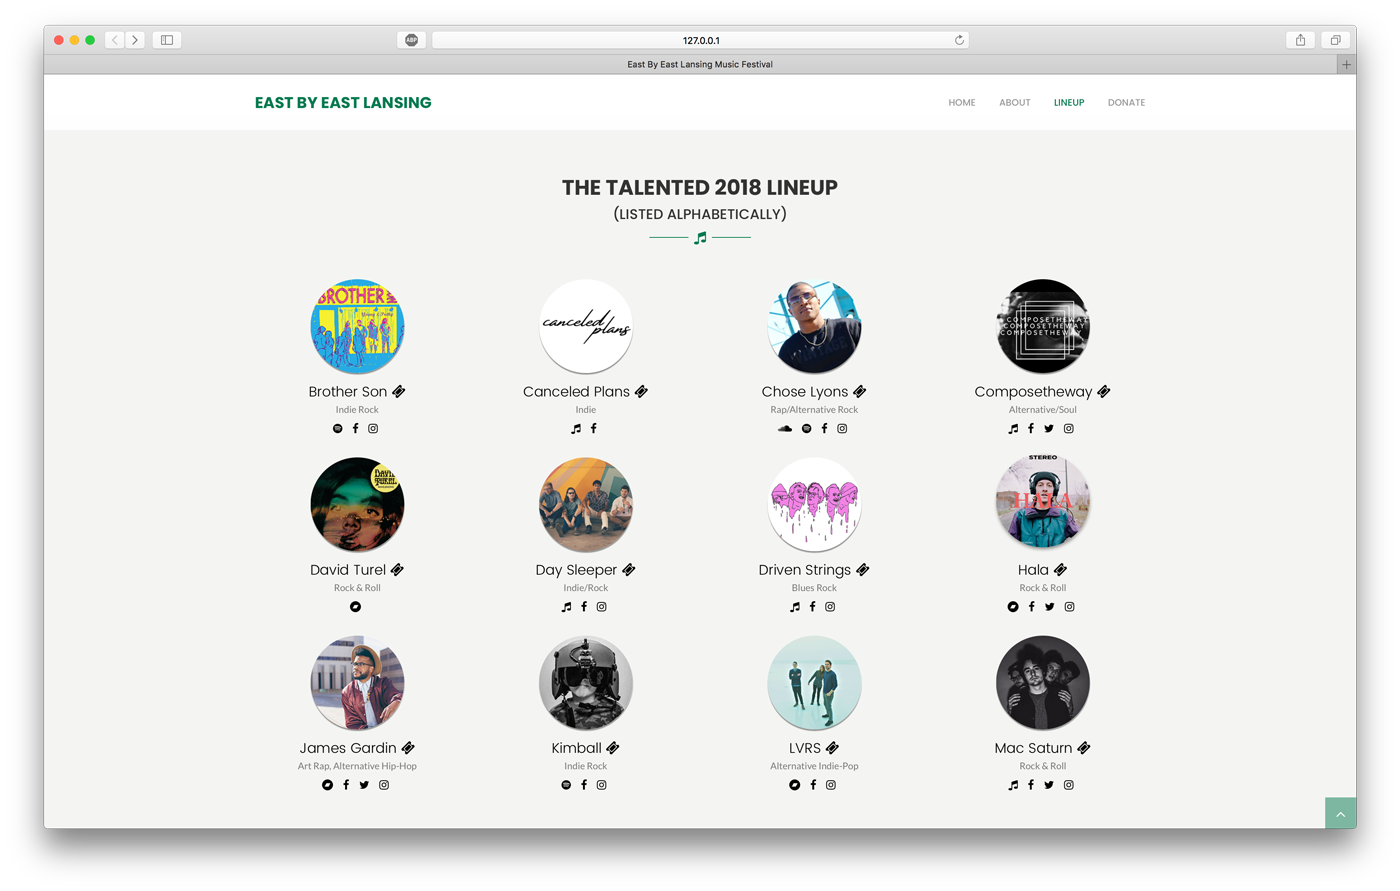 ABP
127.0.0.1
East By East Lansing Music Festival
EAST BY EAST LANSING
HOME ABOUT LINEUP DONATE
THE TALENTED 2018 LINEUP
(LISTED ALPHABETICALLY)
BROTHER
canceled plans
COMPOSETHEWAY
COMPOSETHEWAY
COMPOSETHEWAY
Brother Son Canceled Plans Chose Lyons Composetheway
Indie Rock Indie Rap/Alternative Rock Alternative/Soul
DAVID
TUREL
STEREO
HALA
David Turel Day Sleeper Driven Strings Hala
Rock & Roll Indie/Rock Blues Rock Rock & Roll
James Gardin Kimball LVRS Mac Saturn
Art Rap, Alternative Hip-Hop Indie Rock Alternative Indie-Pop Rock & Roll